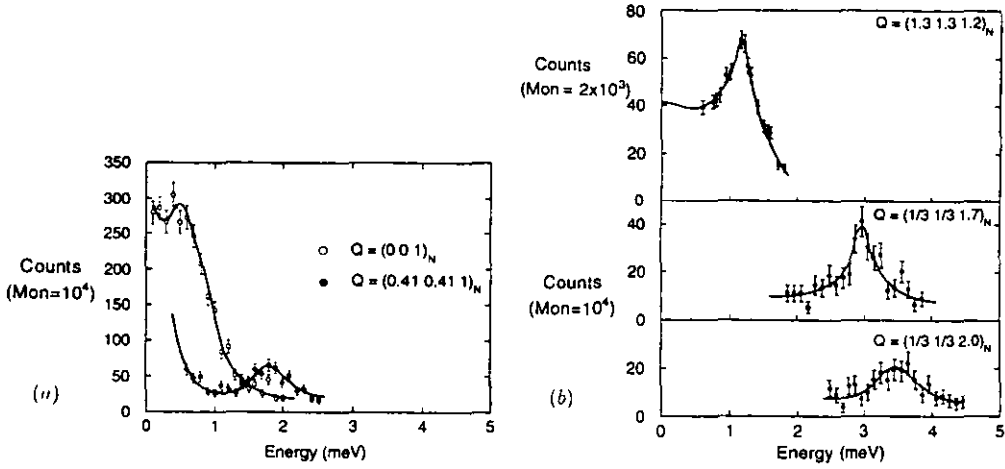 350
300
250
200
150
100
50
0
Counts
(Mon=10⁴)
Q = (0 0 1)N
Q = (0.41 0.41 1)N
(a)
0 1 2 3 4 5
Energy (meV)
80
60
40
20
0
Counts
(Mon = 2x10³)
Q = (1.3 1.3 1.2)N
40
20
0
Q = (1/3 1/3 1.7)N
Counts
(Mon=10⁴)
40
20
0
Q = (1/3 1/3 2.0)N
(b)
0 1 2 3 4 5
Energy (meV)